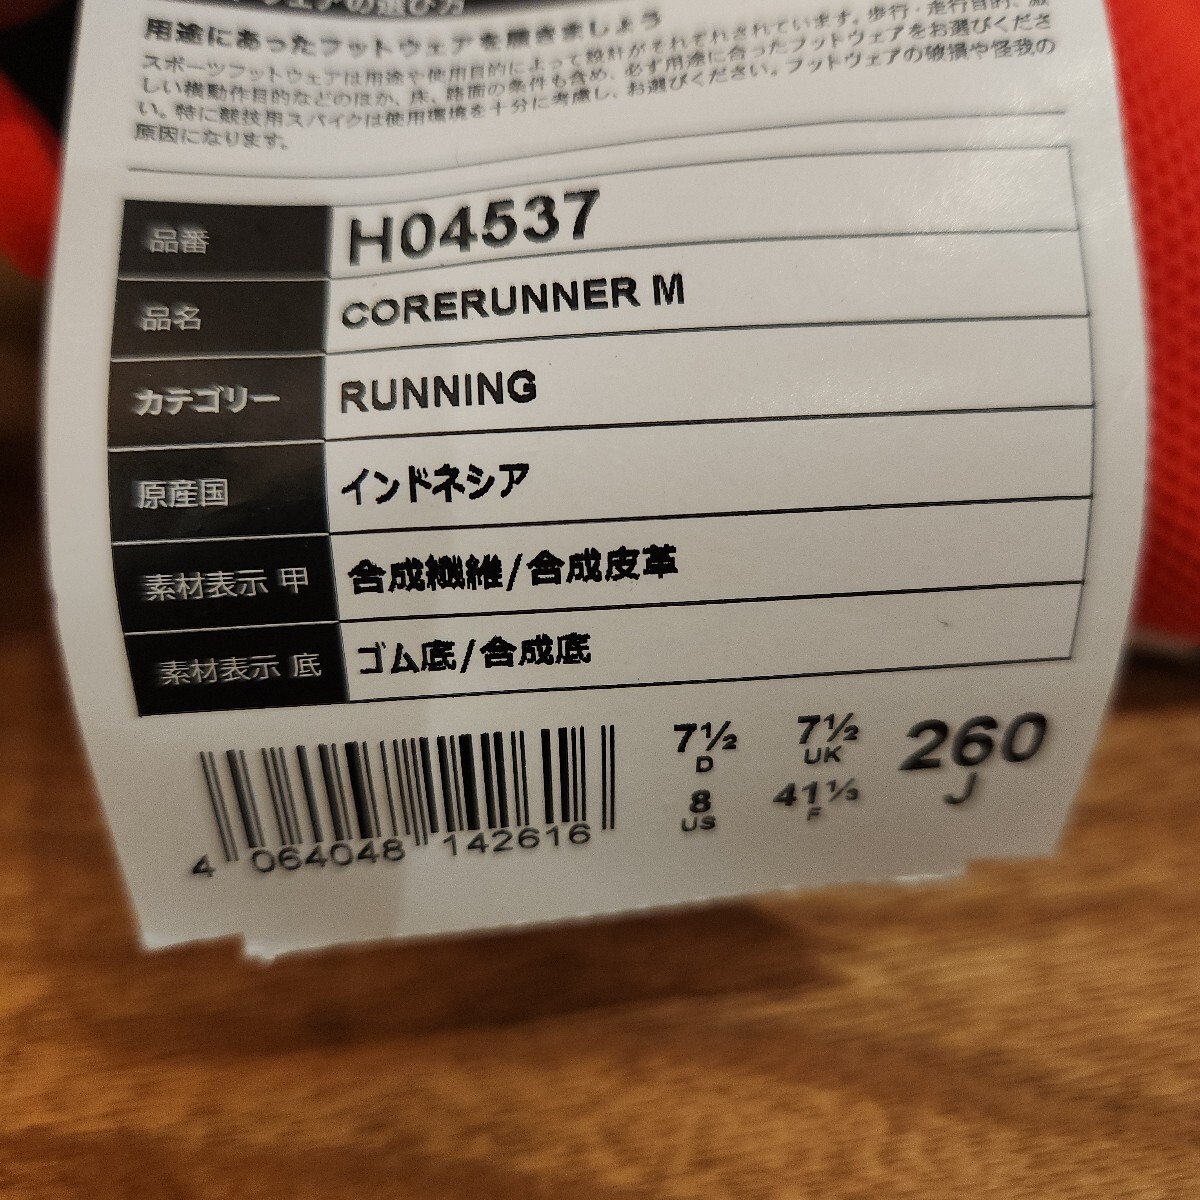 ウェアの選び方
用途にあったフットウェアを履きましょう
スポーツフットウェアは用途や使用目的によって設計がそれぞれされています。歩行・走行目的、激
しい横動作目的などのほか、床、路面の条件も含め、必ず用途に合ったフットウェアをお選びくださ
い。特に競技用スパイクは使用環境を十分に考慮し、お選びください。フットウェアの破損や怪我の
原因になります。
品番 H04537
品名 CORERUNNER M
カテゴリー RUNNING
原産国 インドネシア
素材表示 甲 合成繊維/合成皮革
素材表示 底 ゴム底/合成底
7½ 7½ 260
D UK J
8 41⅓
US F
4 064048 142616